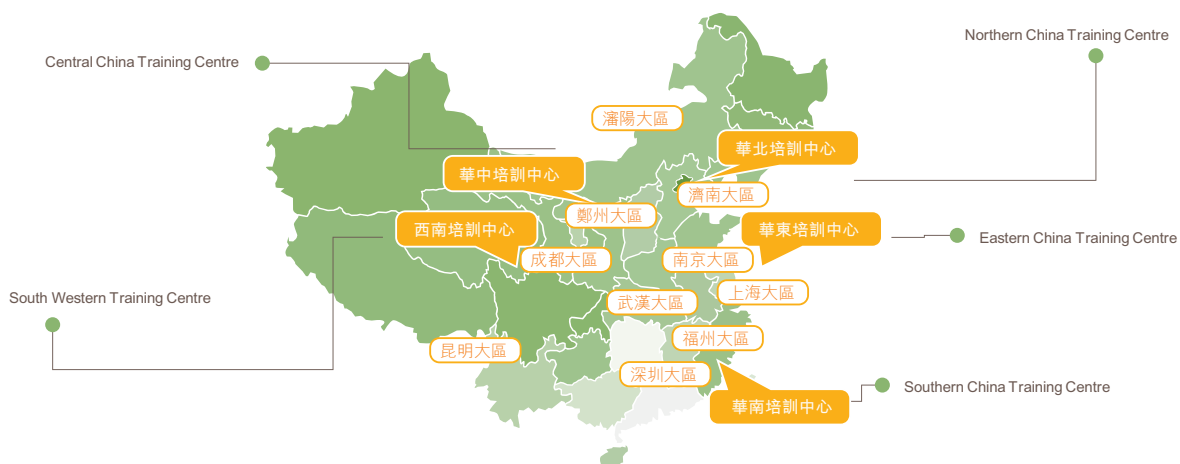 Northern China Training Centre
Central China Training Centre
瀋陽大區
華北培訓中心
華中培訓中心
濟南大區
鄭州大區
西南培訓中心
華東培訓中心
Eastern China Training Centre
成都大區
南京大區
South Western Training Centre
上海大區
武漢大區
福州大區
昆明大區
深圳大區
Southern China Training Centre
華南培訓中心